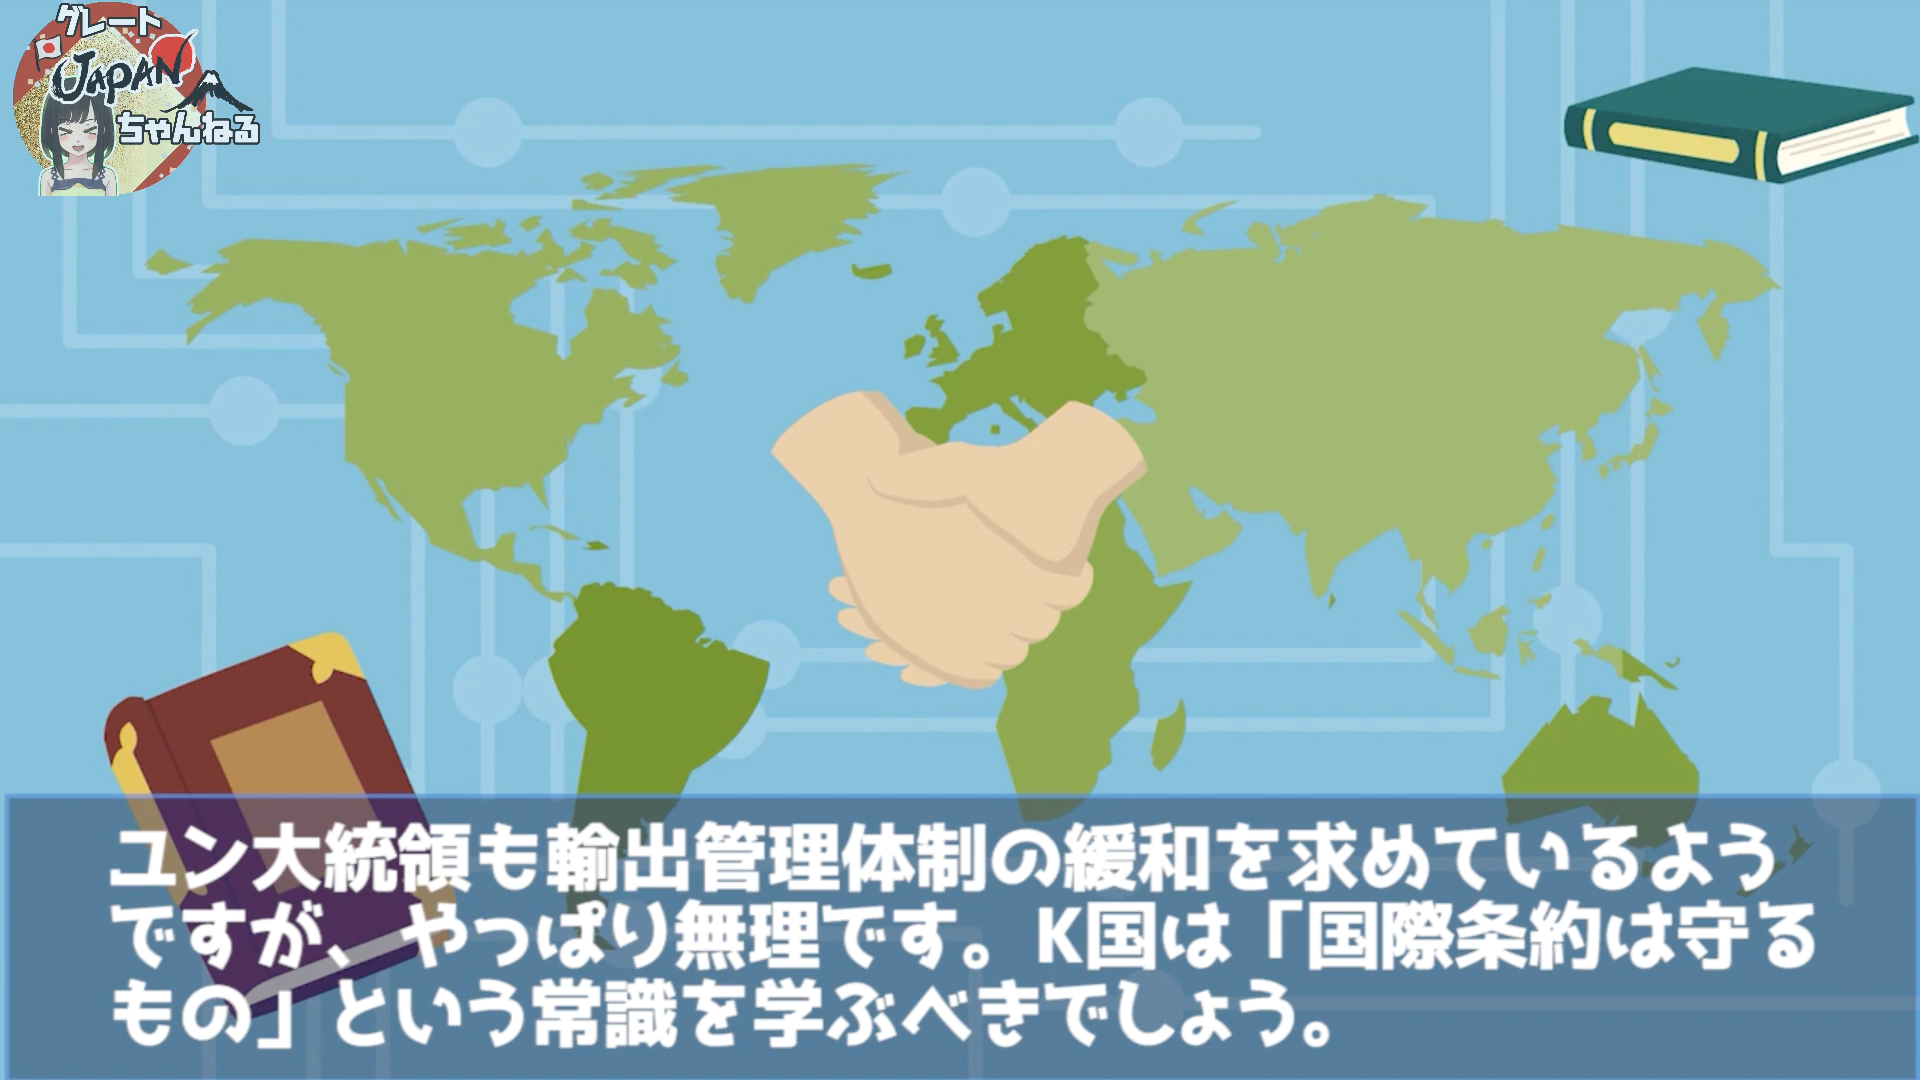 グレート
JAPAN
ちゃんねる
ユン大統領も輸出管理体制の緩和を求めているよう
ですが、やっぱり無理です。K国は「国際条約は守る
もの」という常識を学ぶべきでしょう。